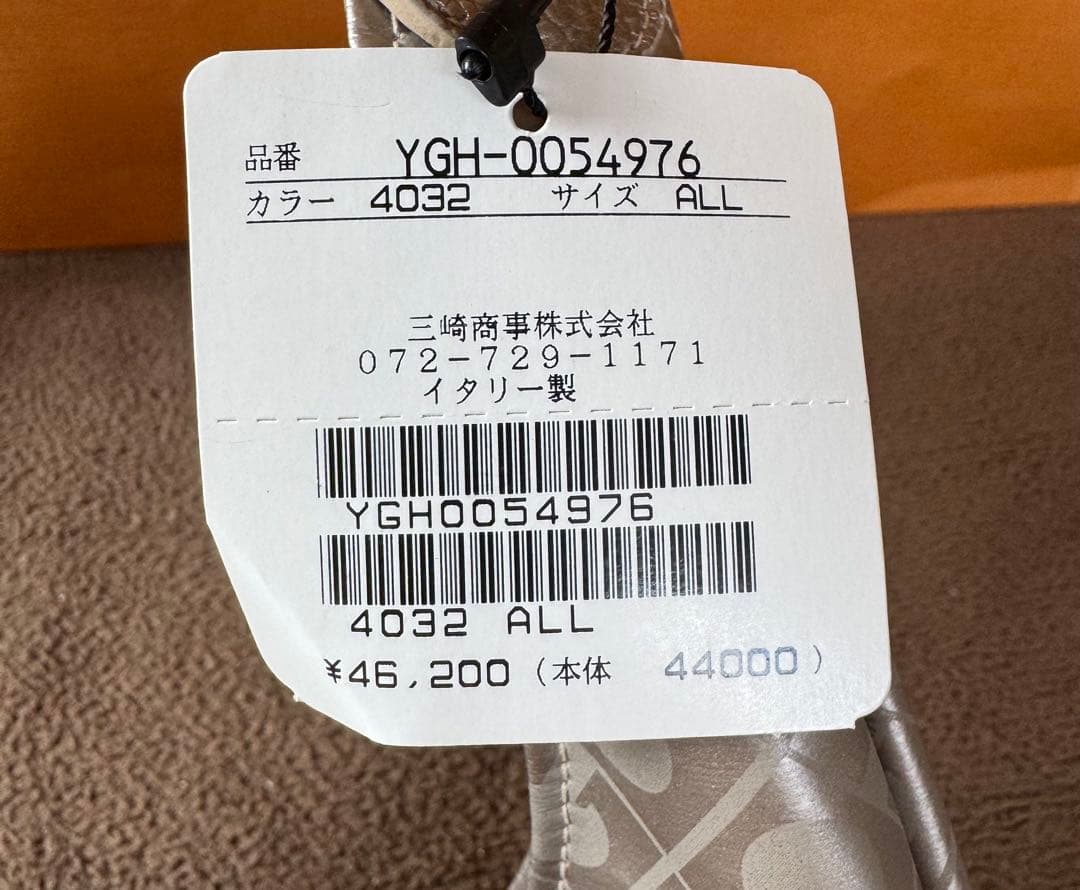 品番 YGH-0054976
カラー 4032 サイズ ALL
三崎商事株式会社
072-729-1171
イタリー製
YGH0054976
4032 ALL
¥46,200(本体 44000)